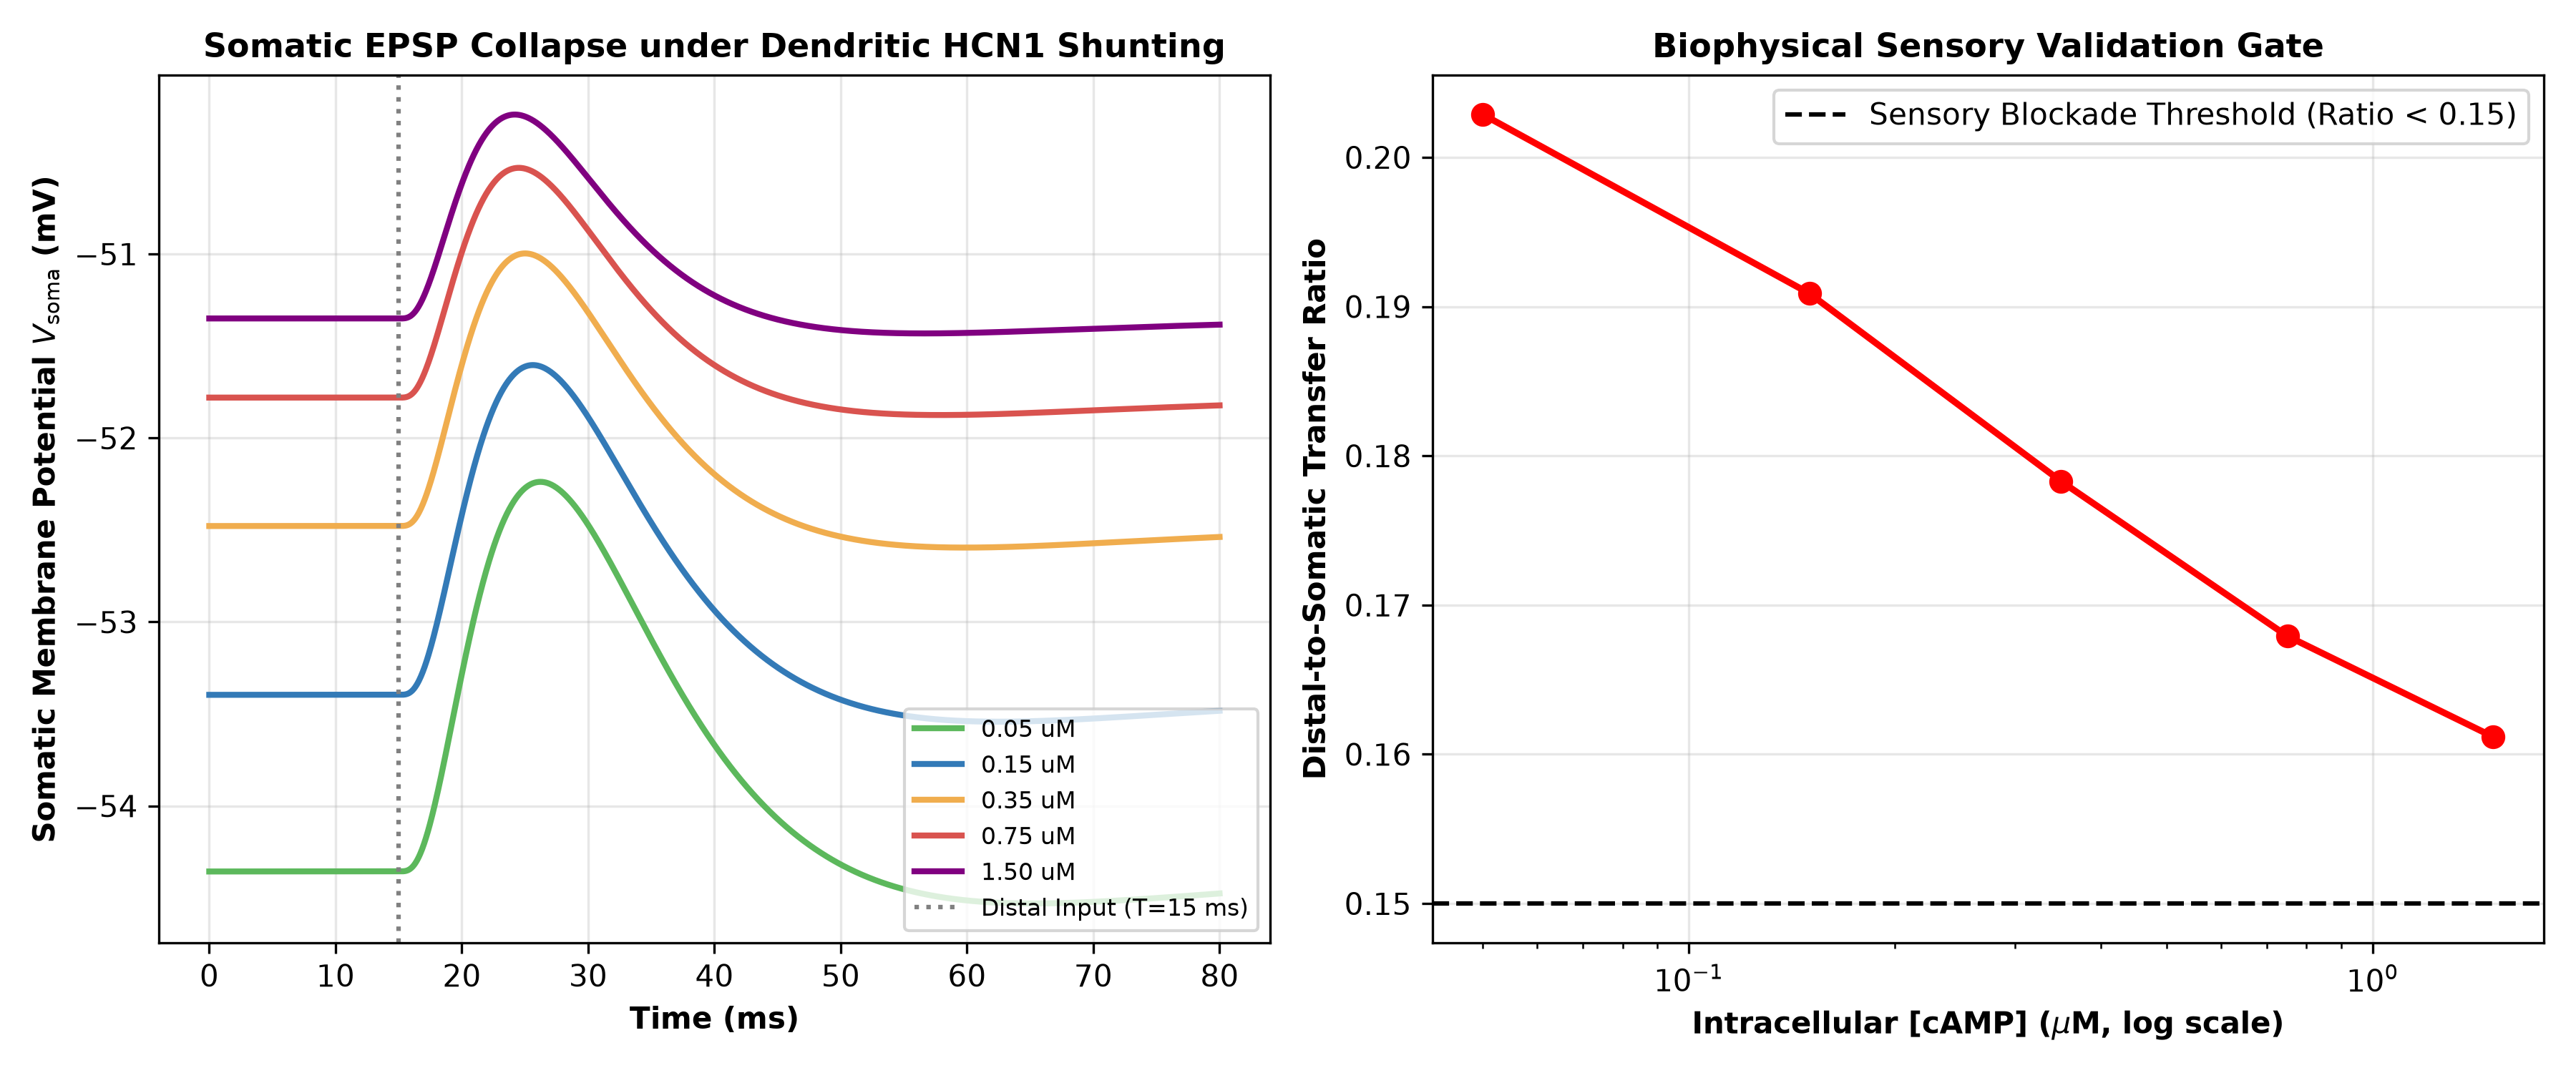 Somatic EPSP Collapse under Dendritic HCN1 Shunting
Somatic Membrane Potential Vsoma (mV)
−51
−52
−53
−54
0 10 20 30 40 50 60 70 80
Time (ms)
0.05 uM
0.15 uM
0.35 uM
0.75 uM
1.50 uM
Distal Input (T=15 ms)
Biophysical Sensory Validation Gate
Sensory Blockade Threshold (Ratio < 0.15)
Distal-to-Somatic Transfer Ratio
0.20
0.19
0.18
0.17
0.16
0.15
10⁻¹ 10⁰
Intracellular [cAMP] (μM, log scale)